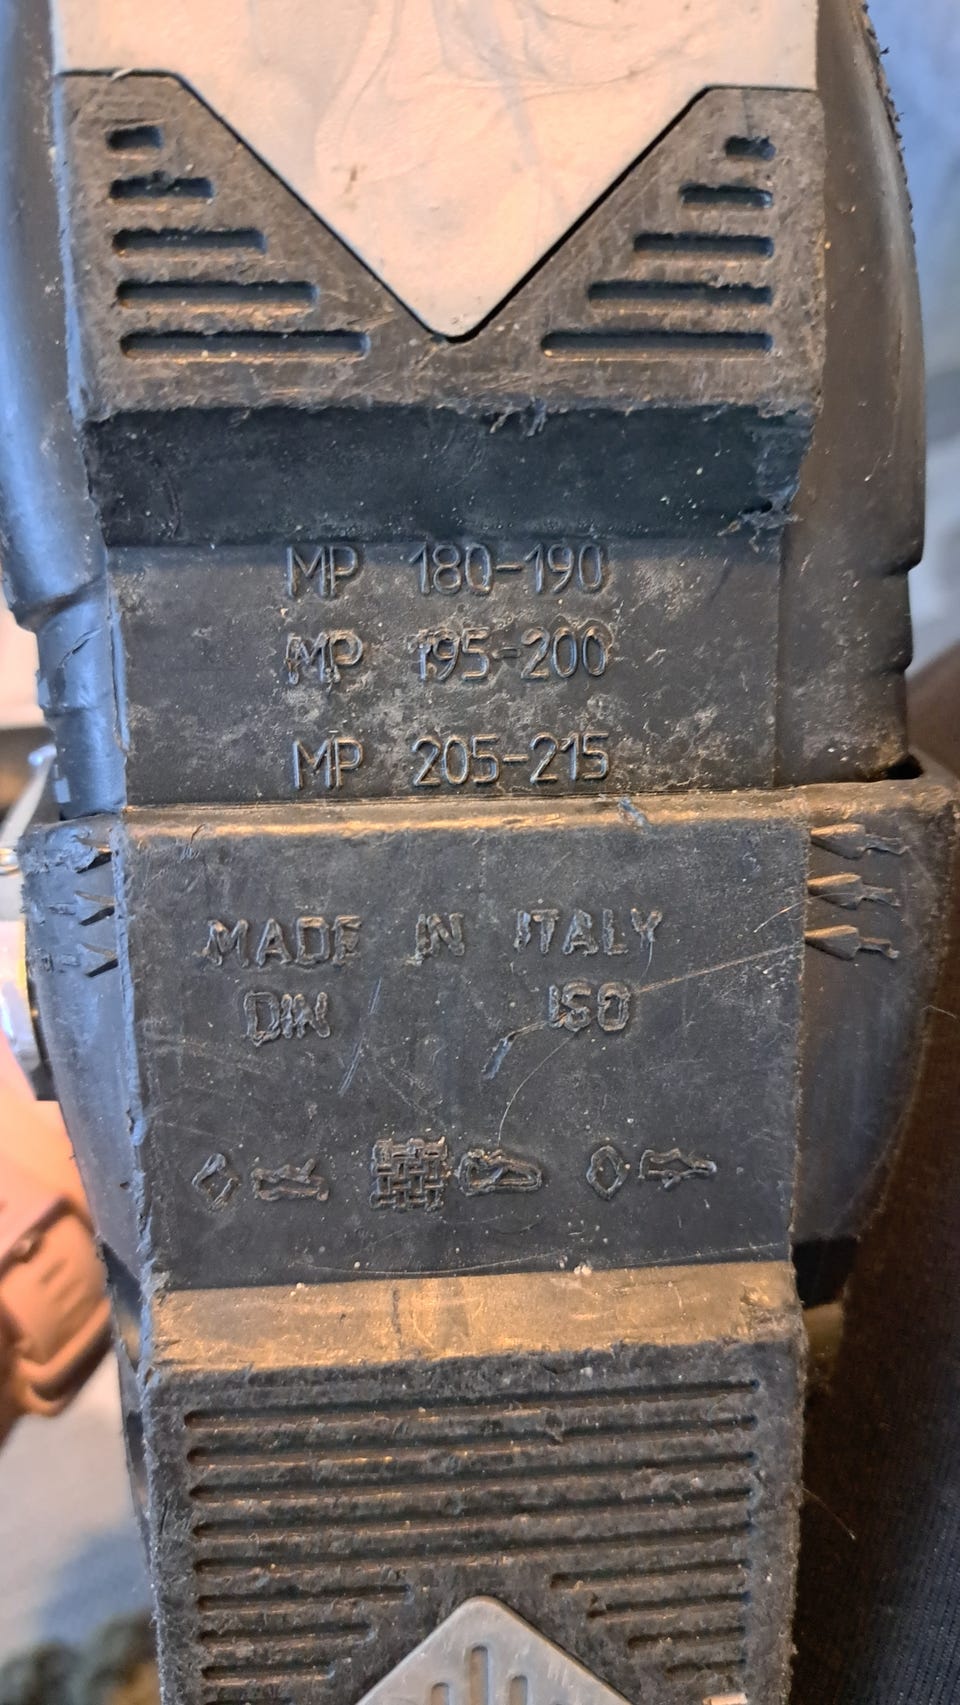 MP 180-190
MP 195-200
MP 205-215
MADE IN ITALY
DIN ISO